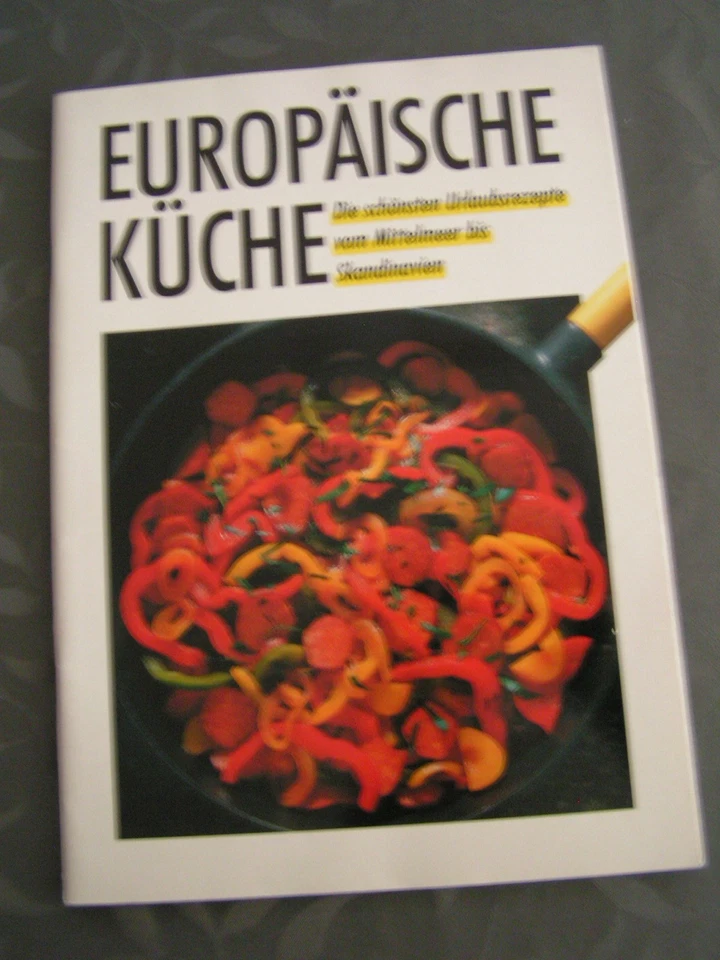 EUROPÄISCHE
KÜCHE
Die schönsten Urlaubsrezepte
vom Mittelmeer bis
Skandinavien